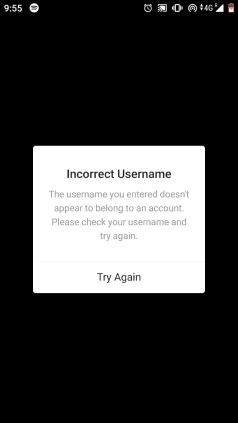 9:55
4G
Incorrect Username
The username you entered doesn't
appear to belong to an account.
Please check your username and
try again.
Try Again